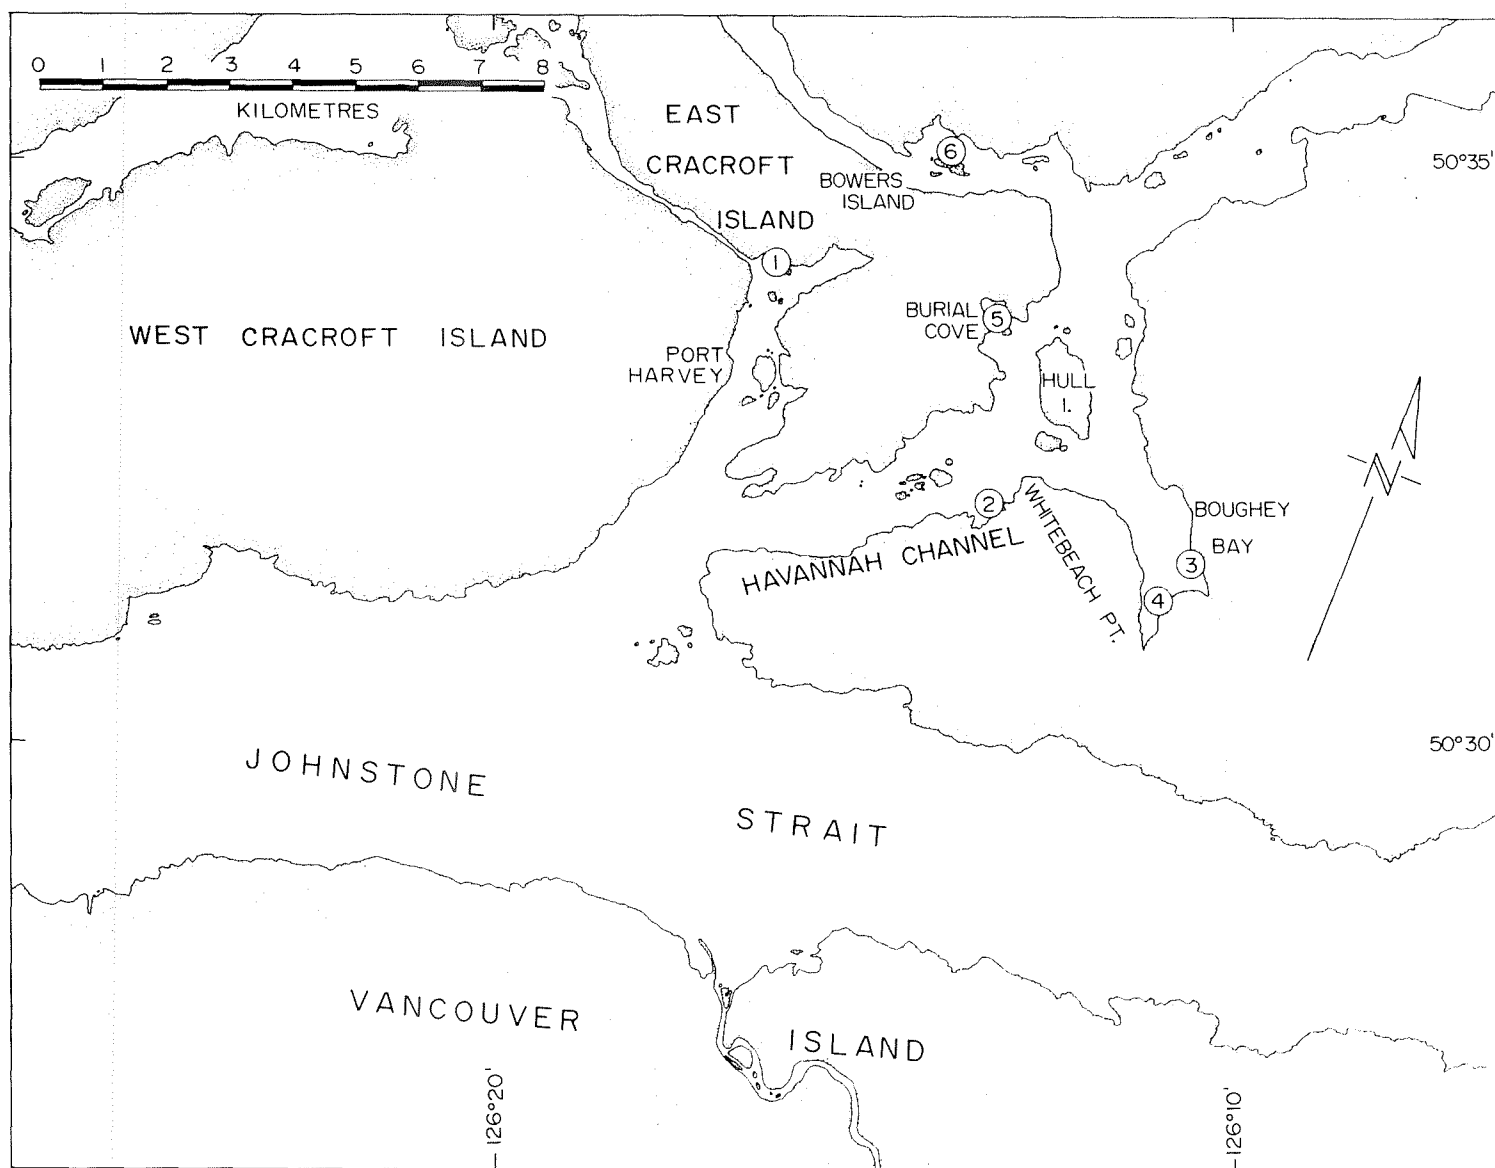 0 1 2 3 4 5 6 7 8
KILOMETRES
EAST
CRACROFT
ISLAND
6
50°35'
BOWERS
ISLAND
1
WEST CRACROFT ISLAND
PORT
HARVEY
BURIAL
COVE
5
HULL
I.
N
2
WHITEBEACH PT.
BOUGHEY
BAY
HAVANNAH CHANNEL
3
4
50°30'
JOHNSTONE
STRAIT
VANCOUVER
ISLAND
126°20'
126°10'